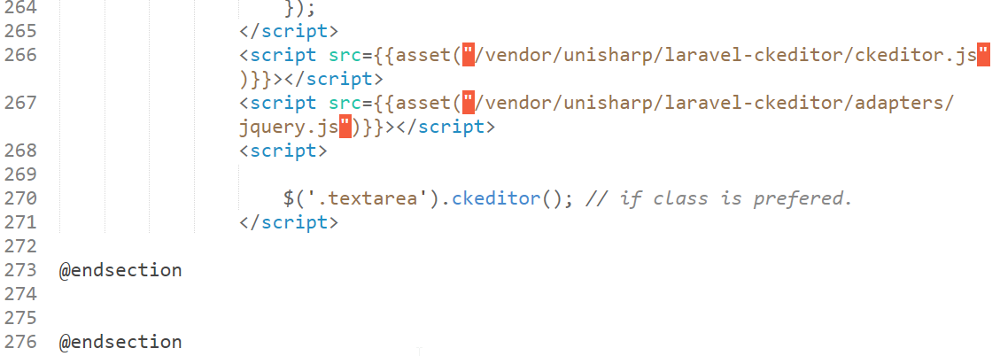 264 });
265 </script>
266 <script src={{asset("/vendor/unisharp/laravel-ckeditor/ckeditor.js"
)}}></script>
267 <script src={{asset("/vendor/unisharp/laravel-ckeditor/adapters/
jquery.js")}}></script>
268 <script>
269
270 $('.textarea').ckeditor(); // if class is prefered.
271 </script>
272
273 @endsection
274
275
276 @endsection